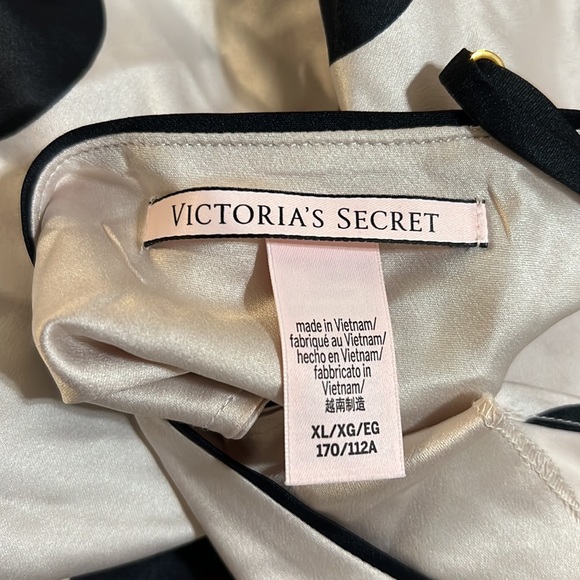 VICTORIA'S SECRET
made in Vietnam/
fabriqué au Vietnam/
hecho en Vietnam/
fabbricato in
Vietnam/
越南制造
XL/XG/EG
170/112A